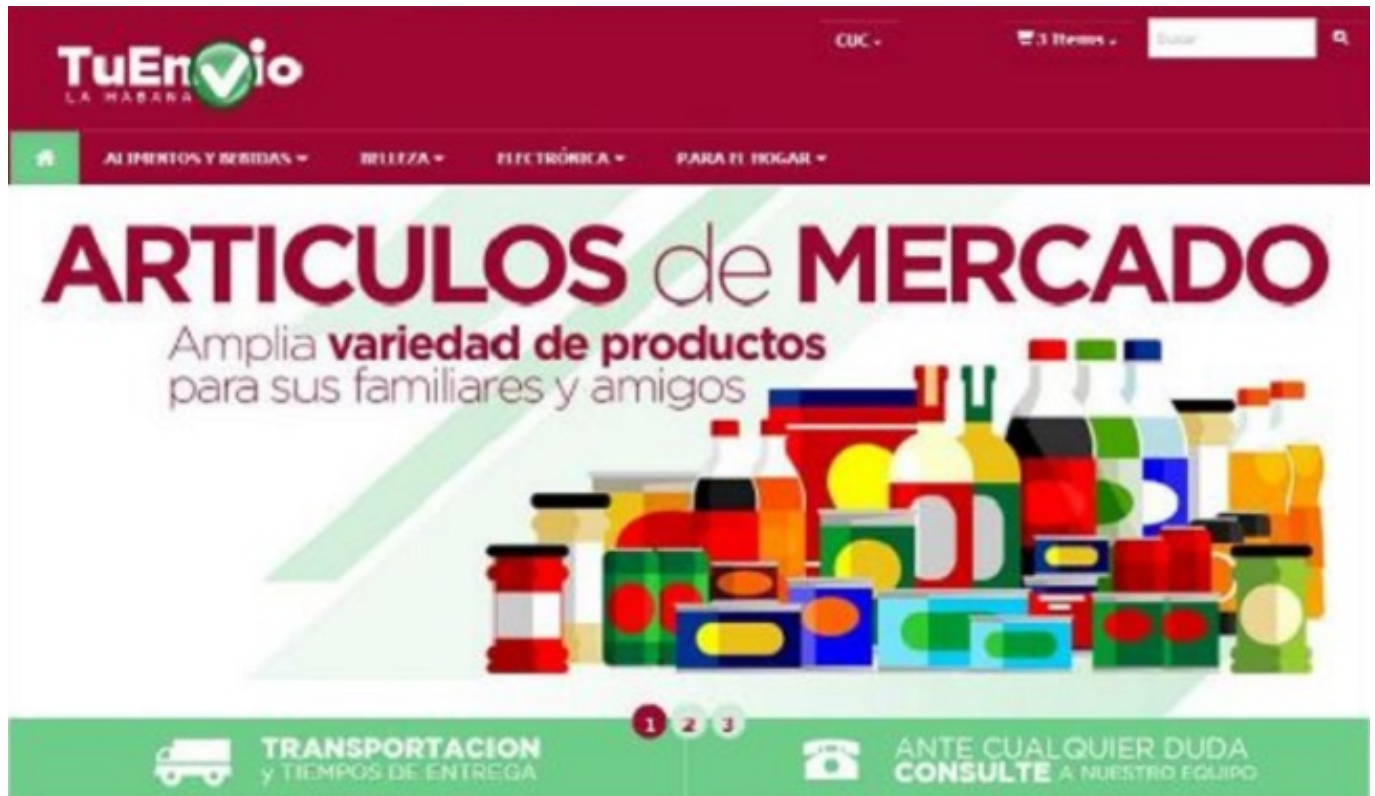 TuEnvio
LA HABANA
CUC
3 Items
Buscar
ALIMENTOS Y BEBIDAS
BELLEZA
ELECTRÓNICA
PARA EL HOGAR
ARTICULOS de MERCADO
Amplia variedad de productos
para sus familiares y amigos
1 2 3
TRANSPORTACION
y TIEMPOS DE ENTREGA
ANTE CUALQUIER DUDA
CONSULTE A NUESTRO EQUIPO